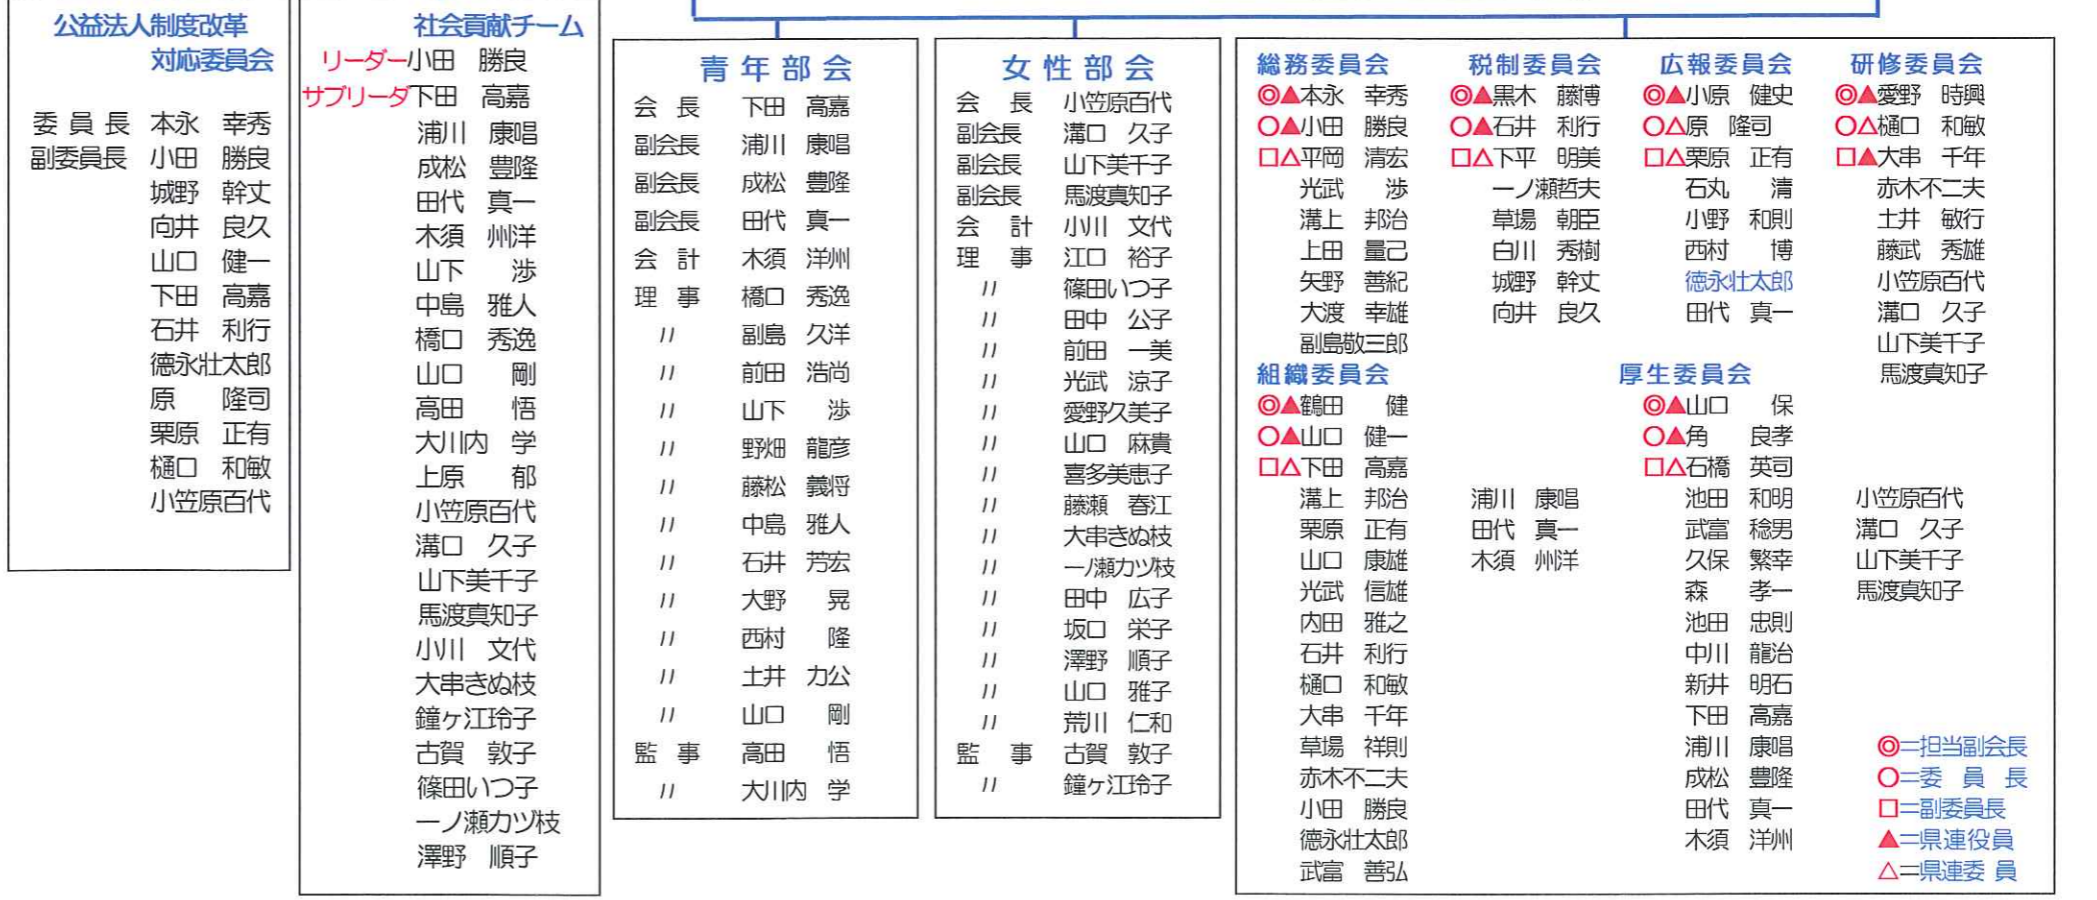 公益法人制度改革
対応委員会
委員長 本永 幸秀
副委員長 小田 勝良
城野 幹丈
向井 良久
山口 健一
下田 高嘉
石井 利行
徳永壮太郎
原 隆司
栗原 正有
樋口 和敏
小笠原百代
社会貢献チーム
リーダー小田 勝良
サブリーダ下田 高嘉
浦川 康唱
成松 豊隆
田代 真一
木須 州洋
山下 渉
中島 雅人
橋口 秀逸
山口 剛
高田 悟
大川内 学
上原 郁
小笠原百代
溝口 久子
山下美千子
馬渡真知子
小川 文代
大串きぬ枝
鐘ヶ江玲子
古賀 敦子
篠田いつ子
一ノ瀬カヅ枝
澤野 順子
青年部会
会長 下田 高嘉
副会長 浦川 康唱
副会長 成松 豊隆
副会長 田代 真一
会計 木須 洋州
理事 橋口 秀逸
〃 副島 久洋
〃 前田 浩尚
〃 山下 渉
〃 野畑 龍彦
〃 藤松 義将
〃 中島 雅人
〃 石井 芳宏
〃 大野 晃
〃 西村 隆
〃 土井 力公
〃 山口 剛
監事 高田 悟
〃 大川内 学
女性部会
会長 小笠原百代
副会長 溝口 久子
副会長 山下美千子
副会長 馬渡真知子
会計 小川 文代
理事 江口 裕子
〃 篠田いつ子
〃 田中 公子
〃 前田 一美
〃 光武 涼子
〃 愛野久美子
〃 山口 麻貴
〃 喜多美恵子
〃 藤瀬 春江
〃 大串きぬ枝
〃 一ノ瀬カツ枝
〃 田中 広子
〃 坂口 栄子
〃 澤野 順子
〃 山口 雅子
〃 荒川 仁和
監事 古賀 敦子
〃 鐘ヶ江玲子
総務委員会
◎▲本永 幸秀
○▲小田 勝良
□△平岡 清宏
光武 渉
溝上 邦治
上田 量己
矢野 善紀
大渡 幸雄
副島敬三郎
税制委員会
◎▲黒木 藤博
○▲石井 利行
□△下平 明美
一ノ瀬哲夫
草場 朝臣
白川 秀樹
城野 幹丈
向井 良久
広報委員会
◎▲小原 健史
○△原 隆司
□△栗原 正有
石丸 清
小野 和則
西村 博
徳永壮太郎
田代 真一
研修委員会
◎▲愛野 時興
○△樋口 和敏
□▲大串 千年
赤木不二夫
土井 敏行
藤武 秀雄
小笠原百代
溝口 久子
山下美千子
馬渡真知子
組織委員会
◎▲鶴田 健
○▲山口 健一
□△下田 高嘉
溝上 邦治
栗原 正有
山口 康雄
光武 信雄
内田 雅之
石井 利行
樋口 和敏
大串 千年
草場 祥則
赤木不二夫
小田 勝良
徳永壮太郎
武富 善弘
浦川 康唱
田代 真一
木須 州洋
厚生委員会
◎▲山口 保
○▲角 良孝
□△石橋 英司
池田 和明
武富 稔男
久保 繁幸
森 孝一
池田 忠則
中川 龍治
新井 明石
下田 高嘉
浦川 康唱
成松 豊隆
田代 真一
木須 洋州
小笠原百代
溝口 久子
山下美千子
馬渡真知子
◎＝担当副会長
○＝委員長
□＝副委員長
▲＝県連役員
△＝県連委員